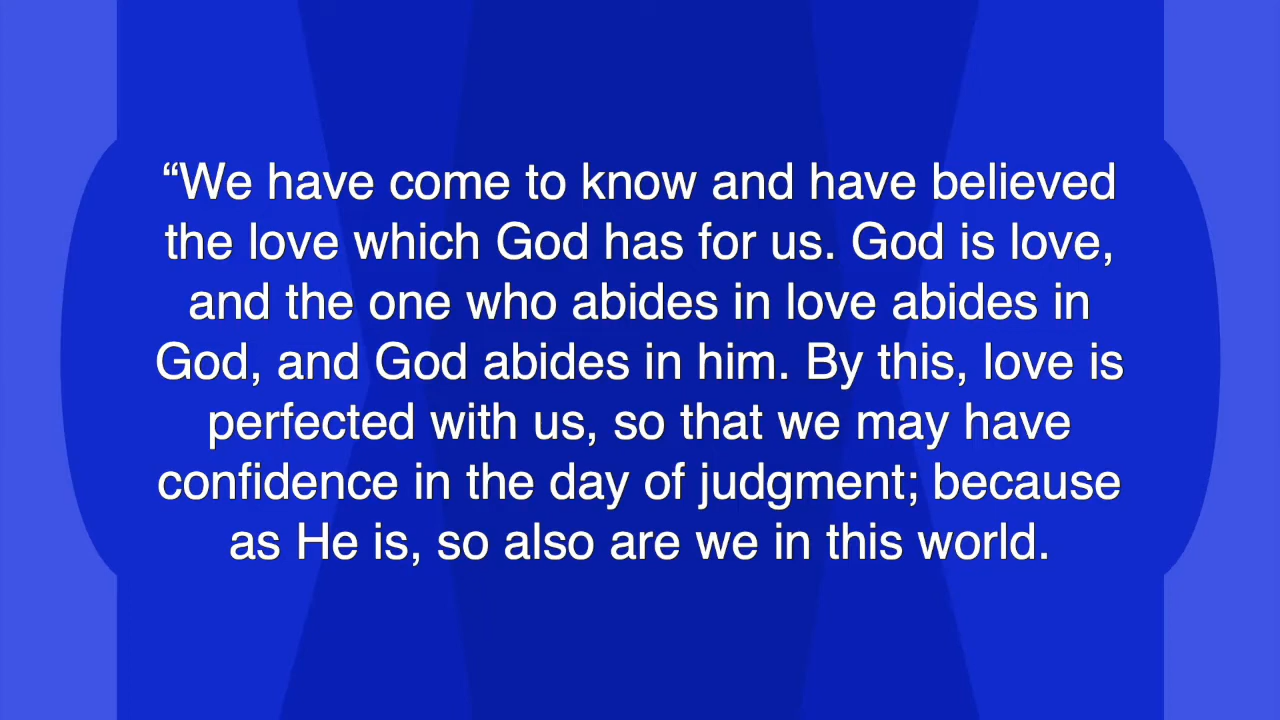 “We have come to know and have believed
the love which God has for us. God is love,
and the one who abides in love abides in
God, and God abides in him. By this, love is
perfected with us, so that we may have
confidence in the day of judgment; because
as He is, so also are we in this world.